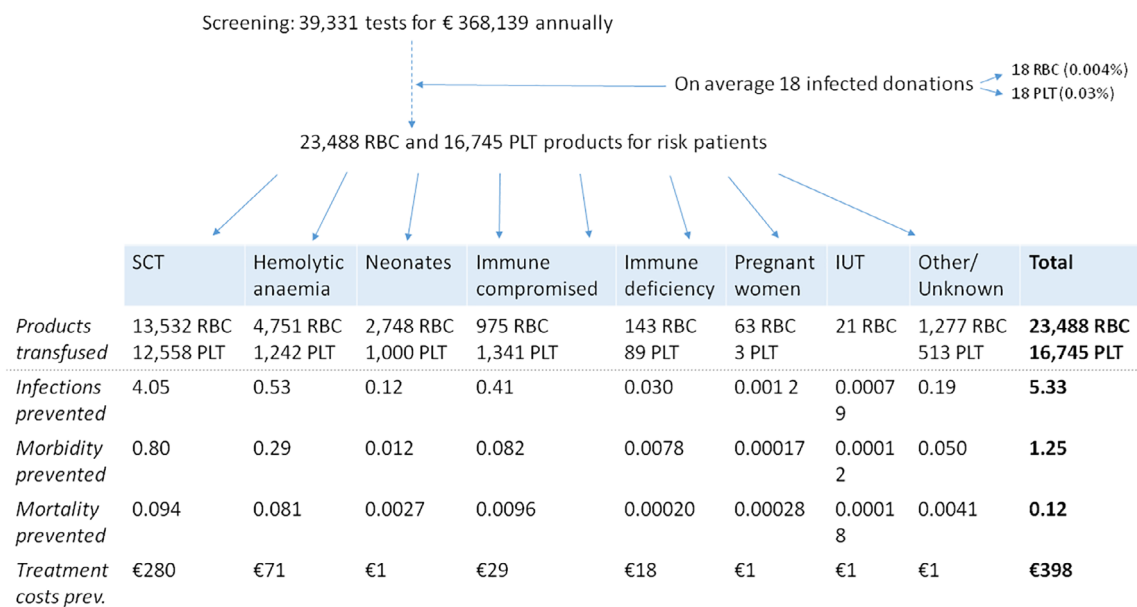 Screening: 39,331 tests for € 368,139 annually
On average 18 infected donations
18 RBC (0.004%)
18 PLT (0.03%)
23,488 RBC and 16,745 PLT products for risk patients
SCT Hemolytic anaemia Neonates Immune compromised Immune deficiency Pregnant women IUT Other/ Unknown Total
Products transfused 13,532 RBC 4,751 RBC 2,748 RBC 975 RBC 143 RBC 63 RBC 21 RBC 1,277 RBC 23,488 RBC
12,558 PLT 1,242 PLT 1,000 PLT 1,341 PLT 89 PLT 3 PLT 513 PLT 16,745 PLT
Infections prevented 4.05 0.53 0.12 0.41 0.030 0.001 2 0.0007 9 0.19 5.33
Morbidity prevented 0.80 0.29 0.012 0.082 0.0078 0.00017 0.0001 2 0.050 1.25
Mortality prevented 0.094 0.081 0.0027 0.0096 0.00020 0.00028 0.0001 8 0.0041 0.12
Treatment costs prev. €280 €71 €1 €29 €18 €1 €1 €1 €398